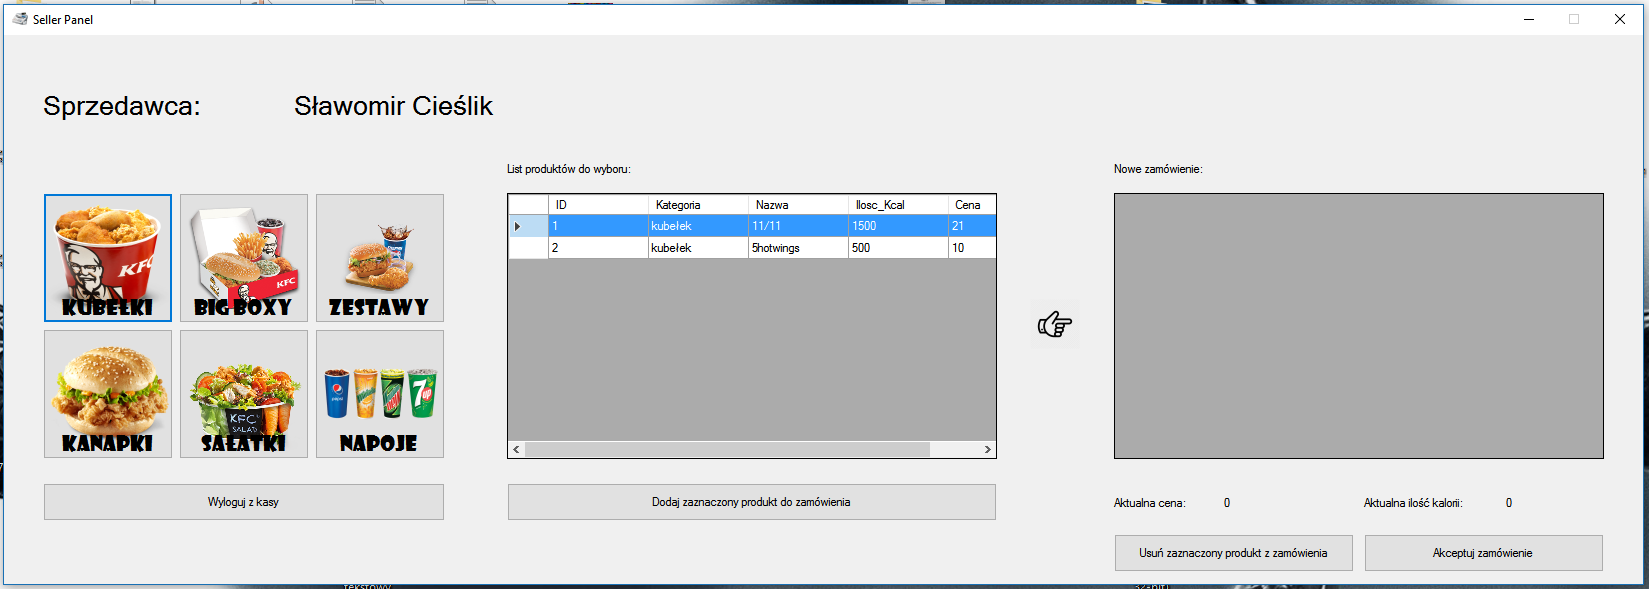 Seller Panel
Sprzedawca: Sławomir Cieślik
List produktów do wyboru:
Nowe zamówienie:
ID Kategoria Nazwa Ilosc_Kcal Cena
1 kubełek 11/11 1500 21
2 kubełek 5hotwings 500 10
KFC
KUBEŁKI
KFC
BIG BOXY
ZESTAWY
KANAPKI
KFC
SALAD
SAŁATKI
pepsi
7up
NAPOJE
Wyloguj z kasy
Dodaj zaznaczony produkt do zamówienia
Aktualna cena: 0
Aktualna ilość kalorii: 0
Usuń zaznaczony produkt z zamówienia
Akceptuj zamówienie
tekstowy